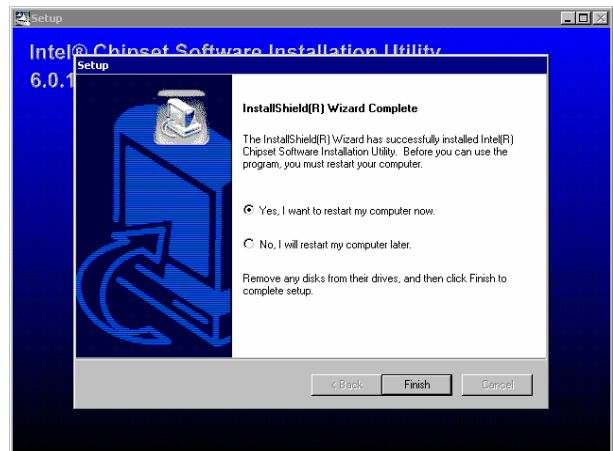 Setup
Intel® Chipset Software Installation Utility
6.0.1
Setup
InstallShield(R) Wizard Complete
The InstallShield(R) Wizard has successfully installed Intel(R)
Chipset Software Installation Utility. Before you can use the
program, you must restart your computer.
Yes, I want to restart my computer now.
No, I will restart my computer later.
Remove any disks from their drives, and then click Finish to
complete setup.
< Back Finish Cancel